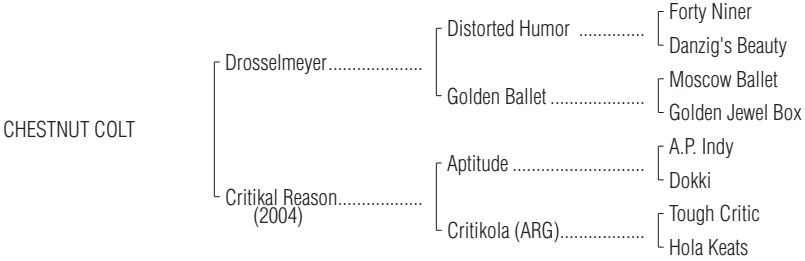 Forty Niner
Distorted Humor ..............
Danzig's Beauty
Drosselmeyer....................
Moscow Ballet
Golden Ballet ....................
Golden Jewel Box
CHESTNUT COLT
A.P. Indy
Aptitude ............................
Dokki
Critikal Reason..................
(2004)
Tough Critic
Critikola (ARG)..................
Hola Keats